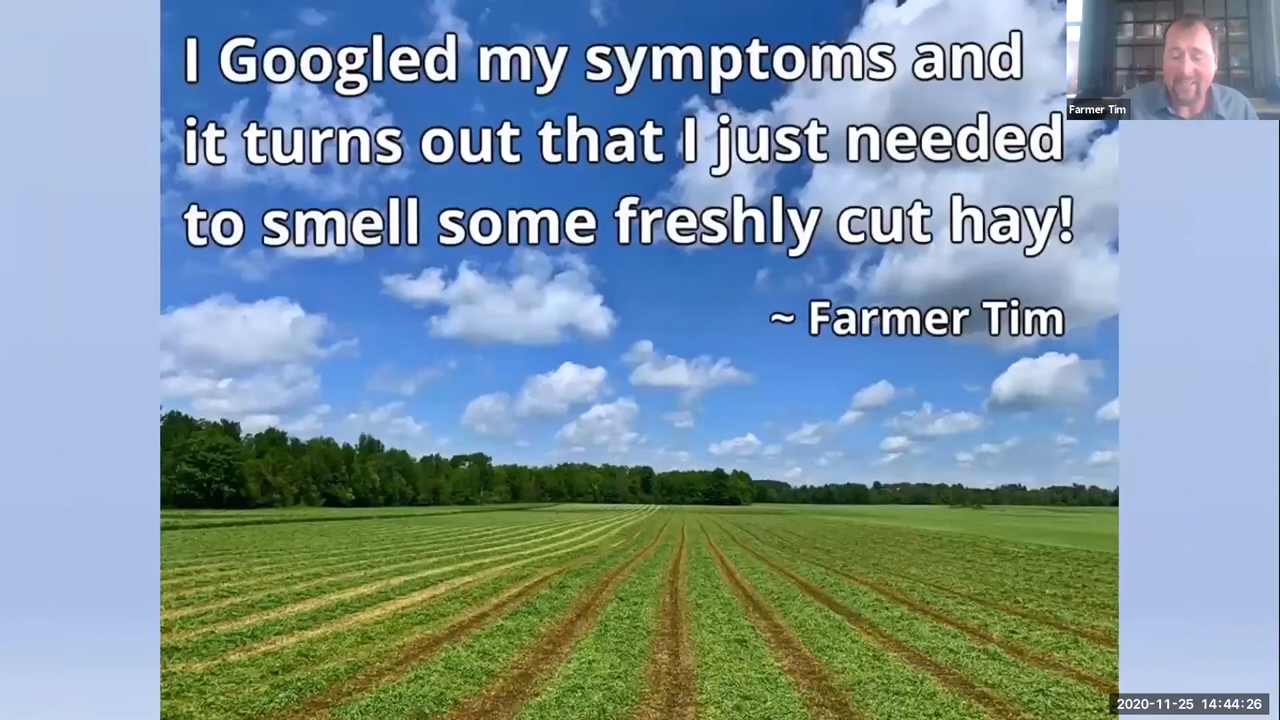 I Googled my symptoms and
it turns out that I just needed
to smell some freshly cut hay!
~ Farmer Tim
Farmer Tim
2020-11-25 14:44:26